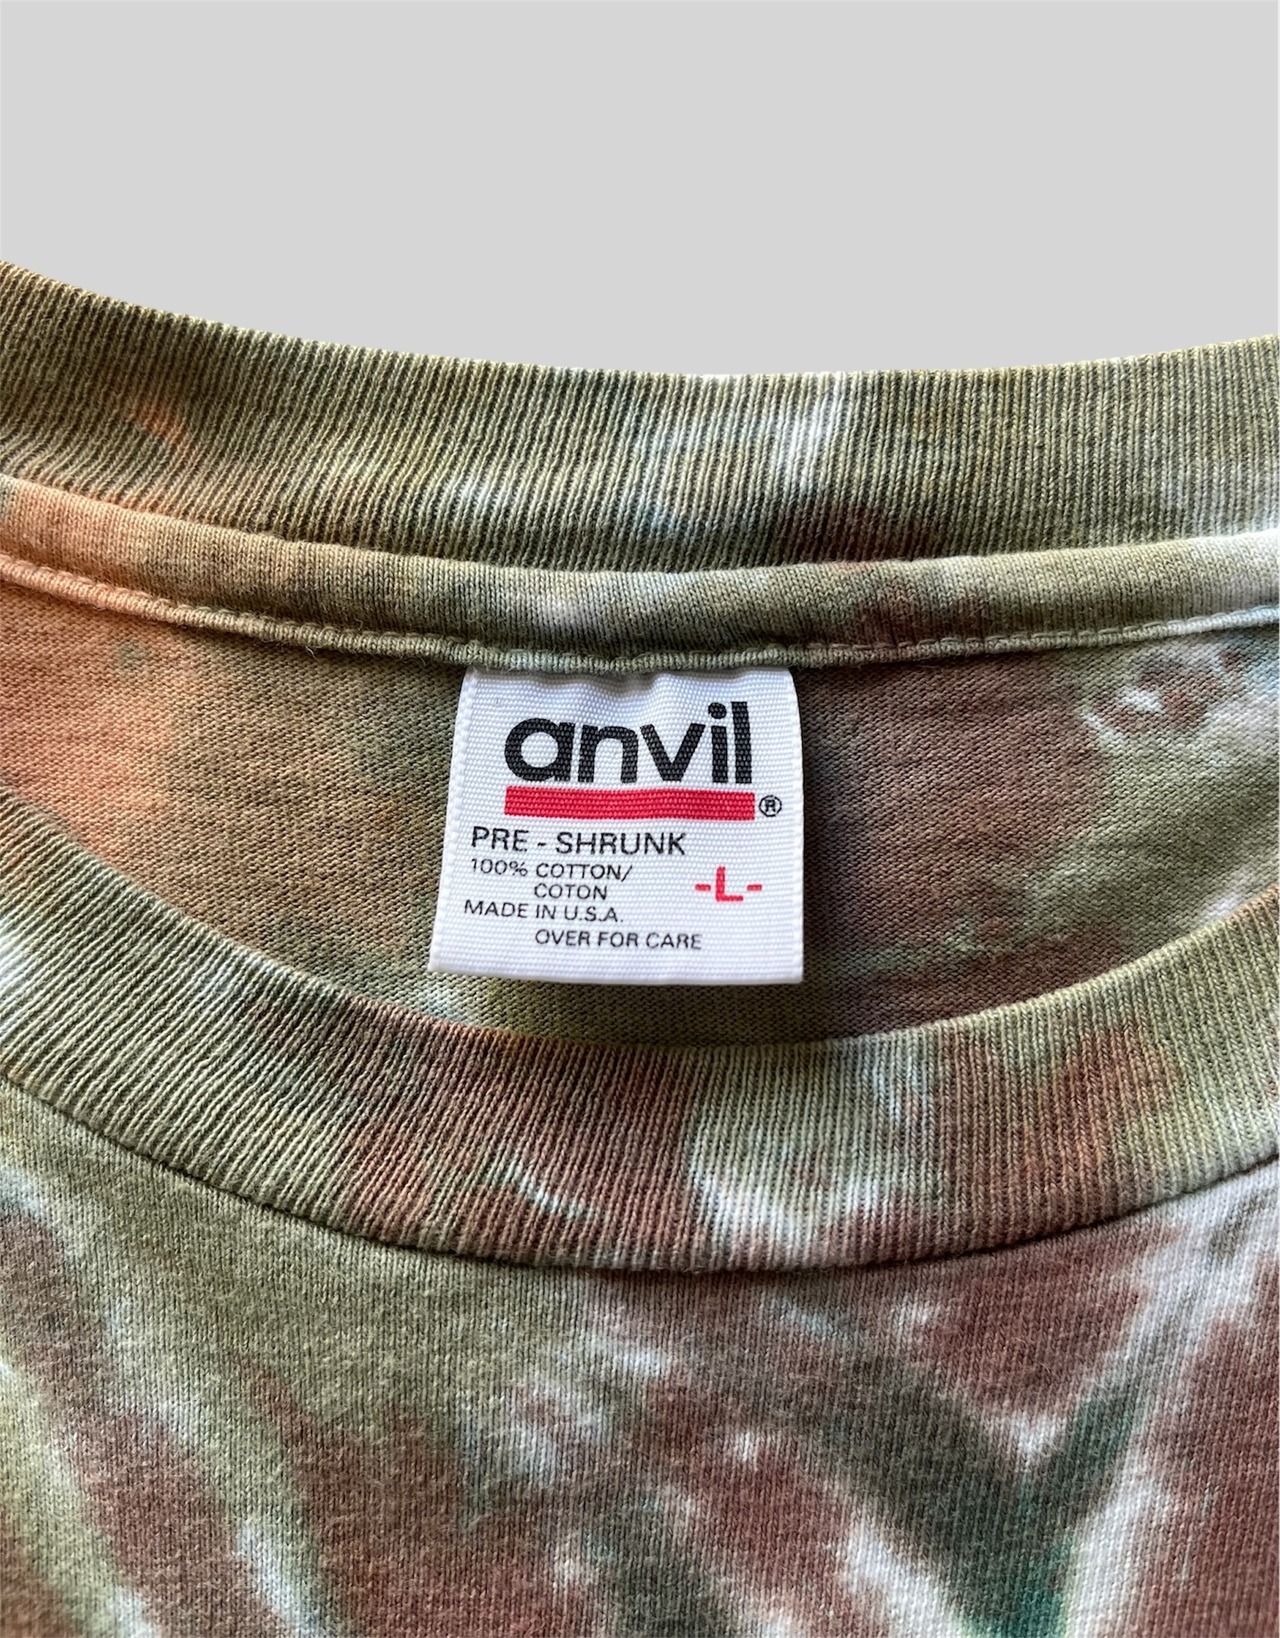 anvil
®
PRE - SHRUNK
100% COTTON/
COTON
-L-
MADE IN U.S.A.
OVER FOR CARE